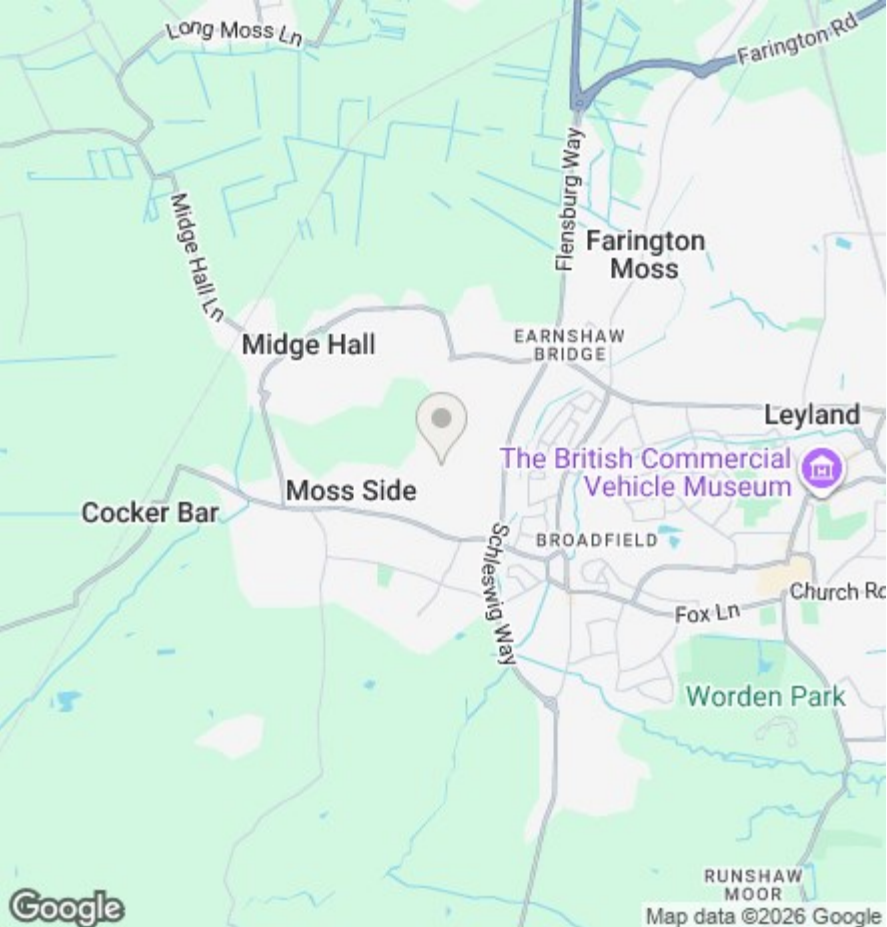 Long Moss Ln
Farington Rd
Flensburg Way
Midge Hall Ln
Farington
Moss
Midge Hall
EARNSHAW
BRIDGE
Leyland
The British Commercial
Vehicle Museum
Moss Side
Cocker Bar
BROADFIELD
Schleswig Way
Church Rd
Fox Ln
Worden Park
RUNSHAW
MOOR
Google
Map data ©2026 Google